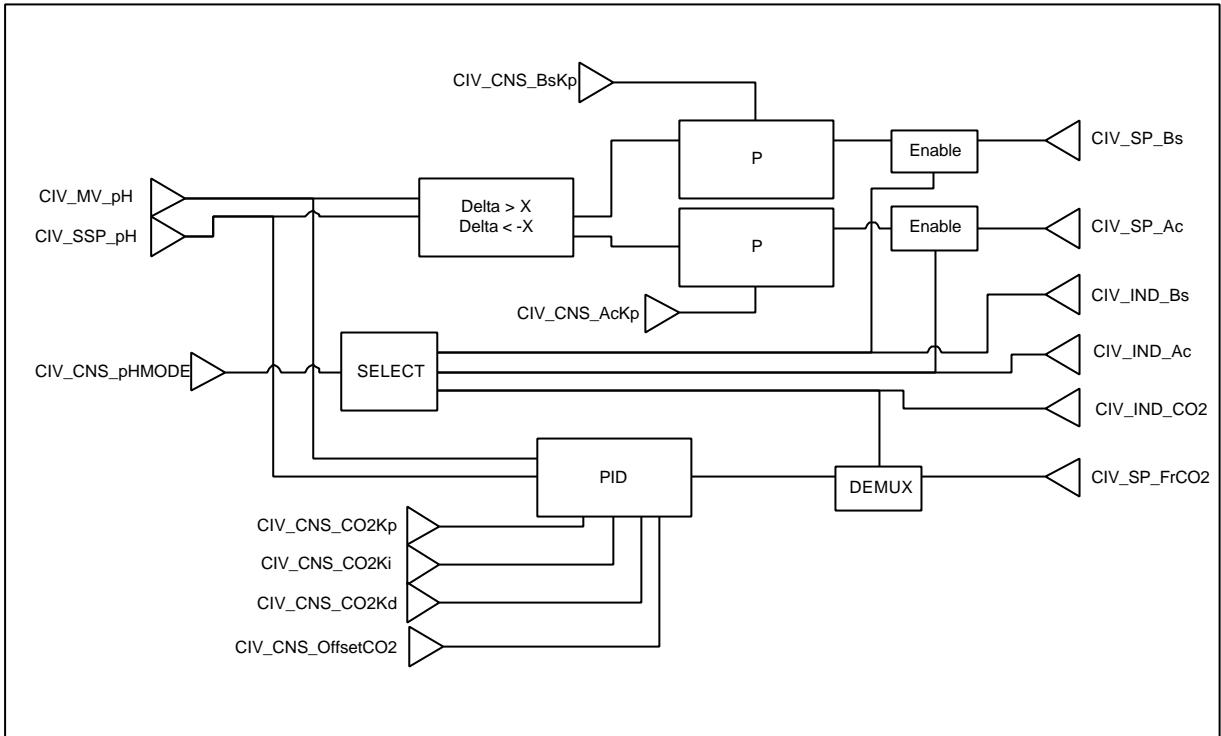 CIV_CNS_BsKp
P
Enable
CIV_SP_Bs
CIV_MV_pH
CIV_SSP_pH
Delta > X
Delta < -X
P
Enable
CIV_SP_Ac
CIV_CNS_AcKp
CIV_IND_Bs
CIV_CNS_pHMODE
SELECT
CIV_IND_Ac
CIV_IND_CO2
PID
DEMUX
CIV_SP_FrCO2
CIV_CNS_CO2Kp
CIV_CNS_CO2Ki
CIV_CNS_CO2Kd
CIV_CNS_OffsetCO2